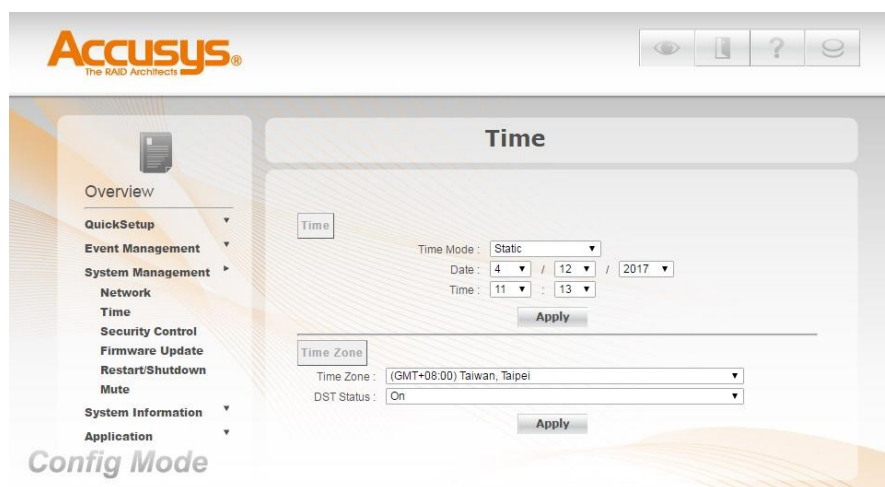 Accusys®
The RAID Architects
?
Time
Overview
QuickSetup
Event Management
System Management
Network
Time
Security Control
Firmware Update
Restart/Shutdown
Mute
System Information
Application
Config Mode
Time
Time Mode : Static
Date : 4 / 12 / 2017
Time : 11 : 13
Apply
Time Zone
Time Zone : (GMT+08:00) Taiwan, Taipei
DST Status : On
Apply